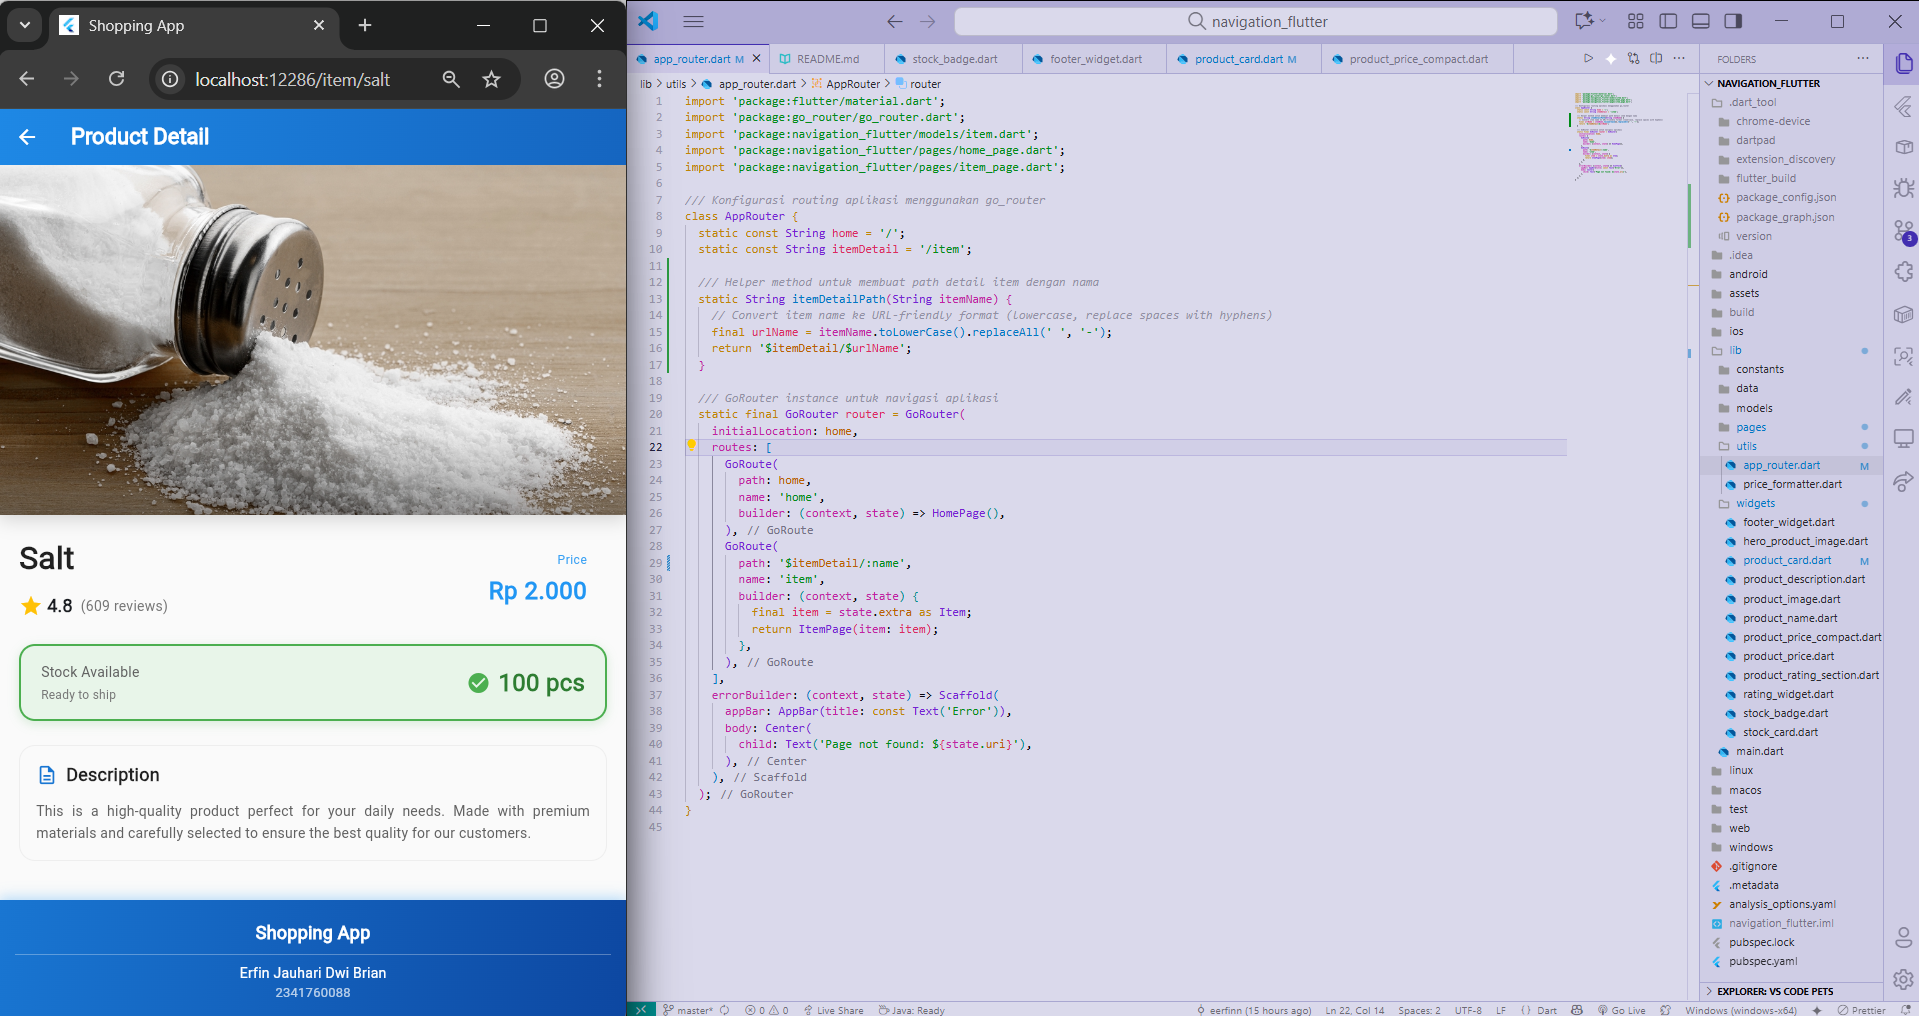 Shopping App
localhost:12286/item/salt
Product Detail
Salt
Price
Rp 2.000
4.8 (609 reviews)
Stock Available
Ready to ship
100 pcs
Description
This is a high-quality product perfect for your daily needs. Made with premium
materials and carefully selected to ensure the best quality for our customers.
Shopping App
Erfin Jauhari Dwi Brian
2341760088
navigation_flutter
app_router.dart M
README.md
stock_badge.dart
footer_widget.dart
product_card.dart M
product_price_compact.dart
lib > utils > app_router.dart > AppRouter > router
1 import 'package:flutter/material.dart';
2 import 'package:go_router/go_router.dart';
3 import 'package:navigation_flutter/models/item.dart';
4 import 'package:navigation_flutter/pages/home_page.dart';
5 import 'package:navigation_flutter/pages/item_page.dart';
6
7 /// Konfigurasi routing aplikasi menggunakan go_router
8 class AppRouter {
9 static const String home = '/';
10 static const String itemDetail = '/item';
11
12 /// Helper method untuk membuat path detail item dengan nama
13 static String itemDetailPath(String itemName) {
14 // Convert item name ke URL-friendly format (lowercase, replace spaces with hyphens)
15 final urlName = itemName.toLowerCase().replaceAll(' ', '-');
16 return '$itemDetail/$urlName';
17 }
18
19 /// GoRouter instance untuk navigasi aplikasi
20 static final GoRouter router = GoRouter(
21 initialLocation: home,
22 routes: [
23 GoRoute(
24 path: home,
25 name: 'home',
26 builder: (context, state) => HomePage(),
27 ), // GoRoute
28 GoRoute(
29 path: '$itemDetail/:name',
30 name: 'item',
31 builder: (context, state) {
32 final item = state.extra as Item;
33 return ItemPage(item: item);
34 },
35 ), // GoRoute
36 ],
37 errorBuilder: (context, state) => Scaffold(
38 appBar: AppBar(title: const Text('Error')),
39 body: Center(
40 child: Text('Page not found: ${state.uri}'),
41 ), // Center
42 ), // Scaffold
43 ); // GoRouter
44 }
45
FOLDERS
NAVIGATION_FLUTTER
.dart_tool
chrome-device
dartpad
extension_discovery
flutter_build
package_config.json
package_graph.json
version
.idea
android
assets
build
ios
lib
constants
data
models
pages
utils
app_router.dart M
price_formatter.dart
widgets
footer_widget.dart
hero_product_image.dart
product_card.dart M
product_description.dart
product_image.dart
product_name.dart
product_price_compact.dart
product_price.dart
product_rating_section.dart
rating_widget.dart
stock_badge.dart
stock_card.dart
main.dart
linux
macos
test
web
windows
.gitignore
.metadata
analysis_options.yaml
navigation_flutter.iml
pubspec.lock
pubspec.yaml
EXPLORER: VS CODE PETS
3
master* 0 0 Live Share Java: Ready
eerfinn (15 hours ago) Ln 22, Col 14 Spaces: 2 UTF-8 LF {} Dart Go Live Windows (windows-x64) Prettier